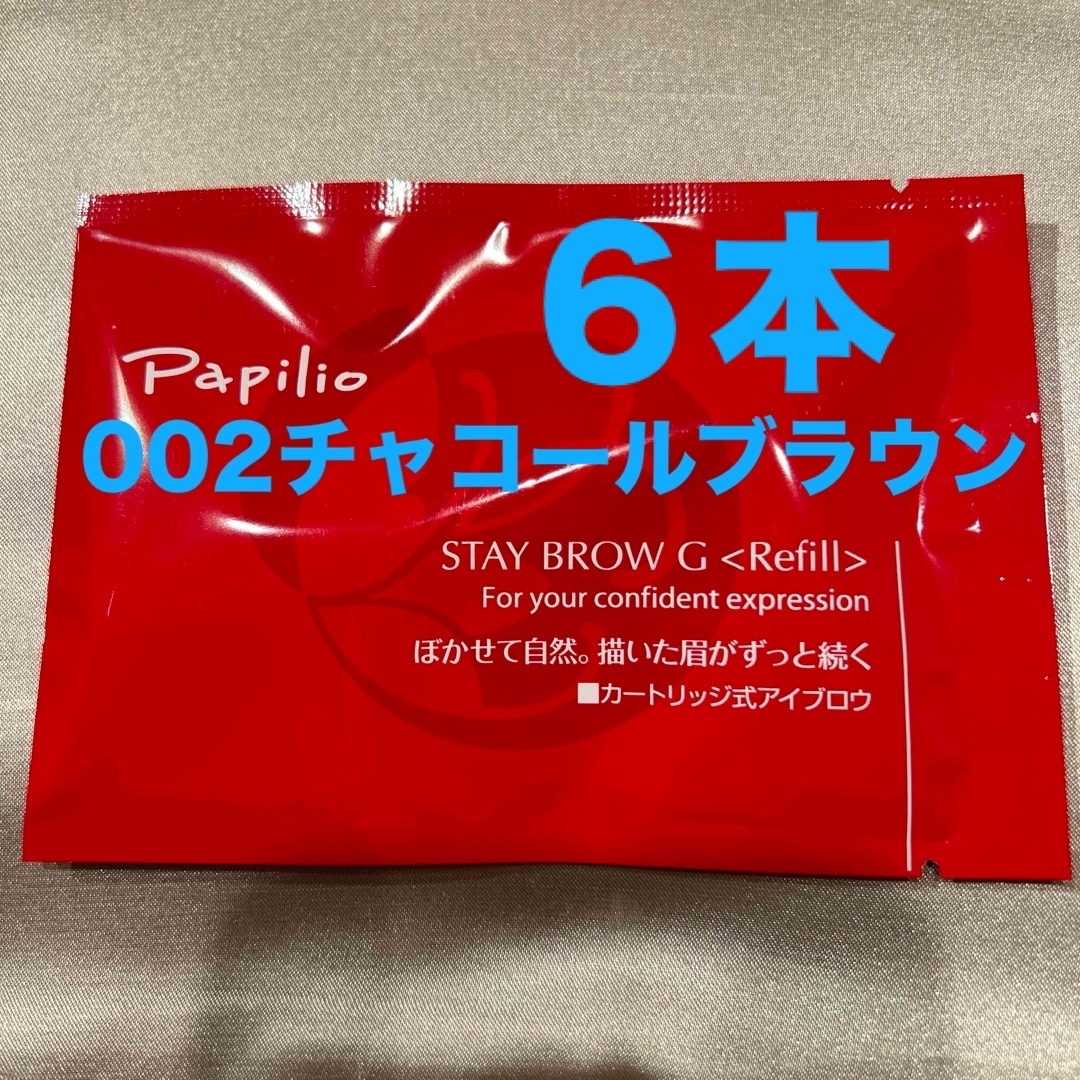 6本
Papilio
002チャコールブラウン
STAY BROW G <Refill>
For your confident expression
ぼかせて自然。描いた眉がずっと続く
■カートリッジ式アイブロウ